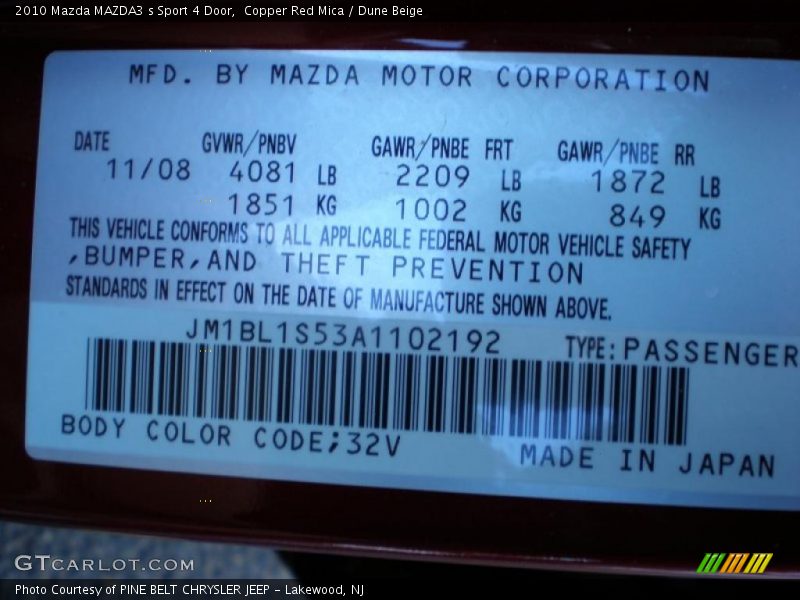 2010 Mazda MAZDA3 s Sport 4 Door,  Copper Red Mica / Dune Beige
MFD. BY MAZDA MOTOR CORPORATION
DATE GVWR/PNBV GAWR/PNBE FRT GAWR/PNBE RR
11/08 4081 LB 2209 LB 1872 LB
1851 KG 1002 KG 849 KG
THIS VEHICLE CONFORMS TO ALL APPLICABLE FEDERAL MOTOR VEHICLE SAFETY
,BUMPER,AND THEFT PREVENTION
STANDARDS IN EFFECT ON THE DATE OF MANUFACTURE SHOWN ABOVE.
JM1BL1S53A1102192 TYPE:PASSENGER
BODY COLOR CODE;32V MADE IN JAPAN
GTCARLOT.COM
Photo Courtesy of PINE BELT CHRYSLER JEEP - Lakewood, NJ